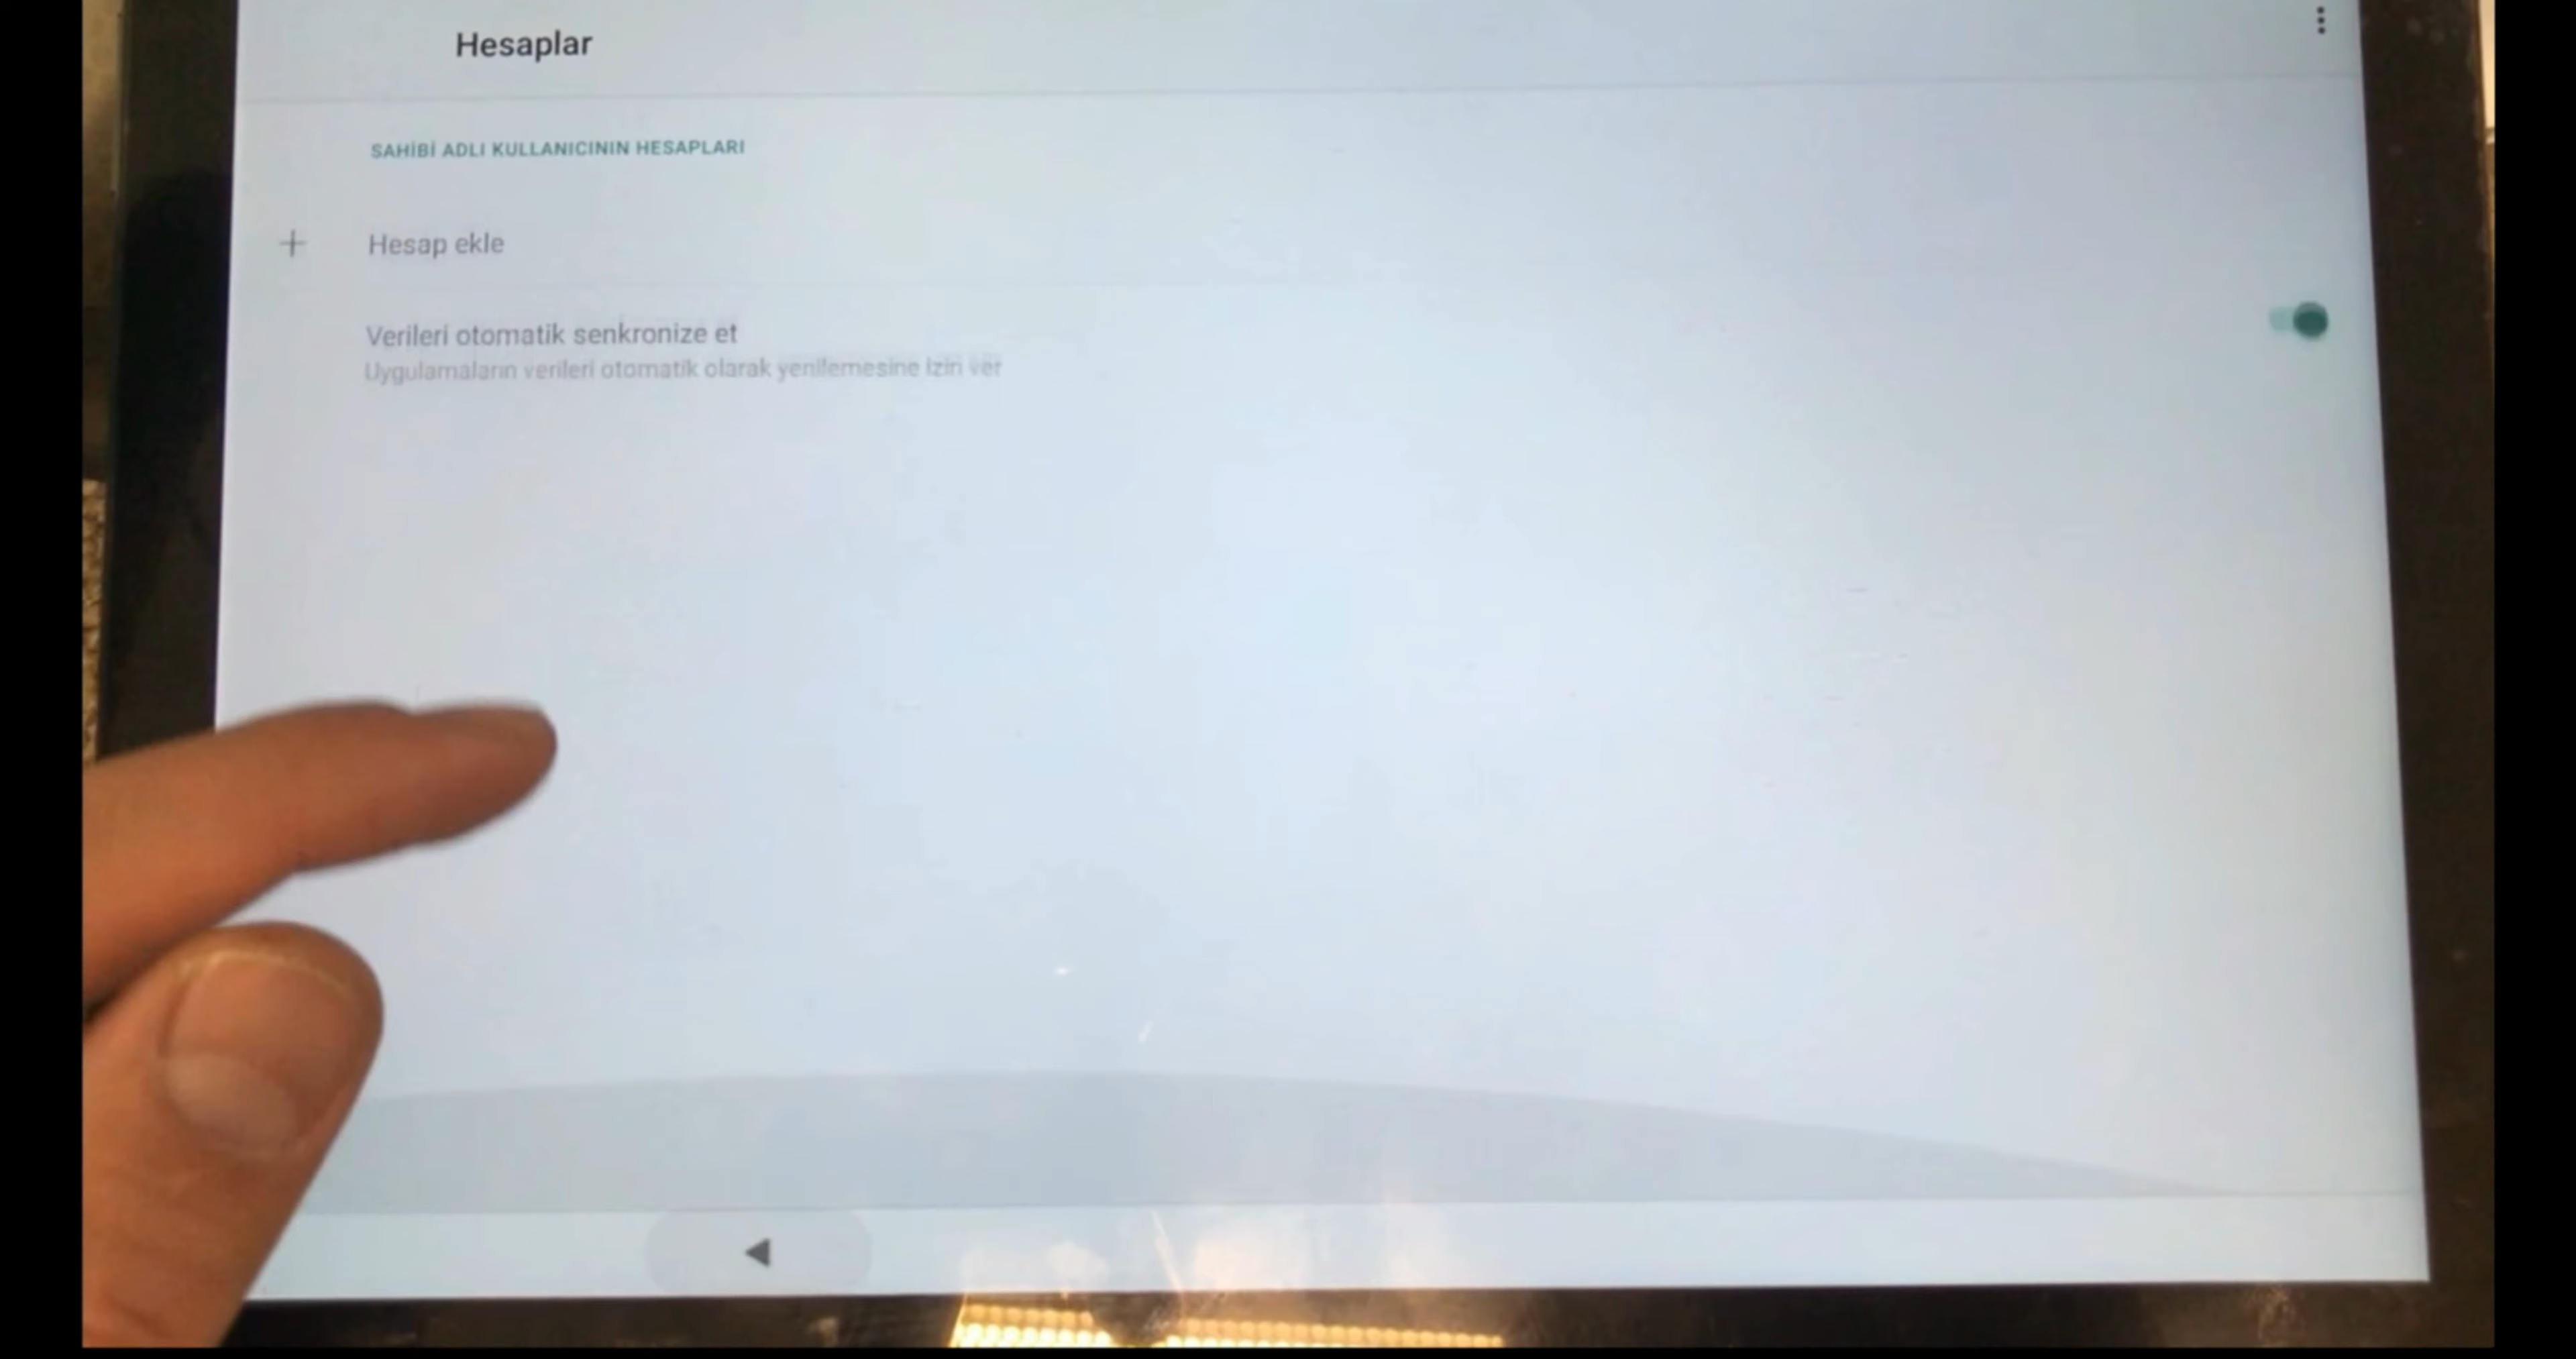 Hesaplar
SAHİBİ ADLI KULLANICININ HESAPLARI
+ Hesap ekle
Verileri otomatik senkronize et
Uygulamaların verileri otomatik olarak yenilemesine izin ver